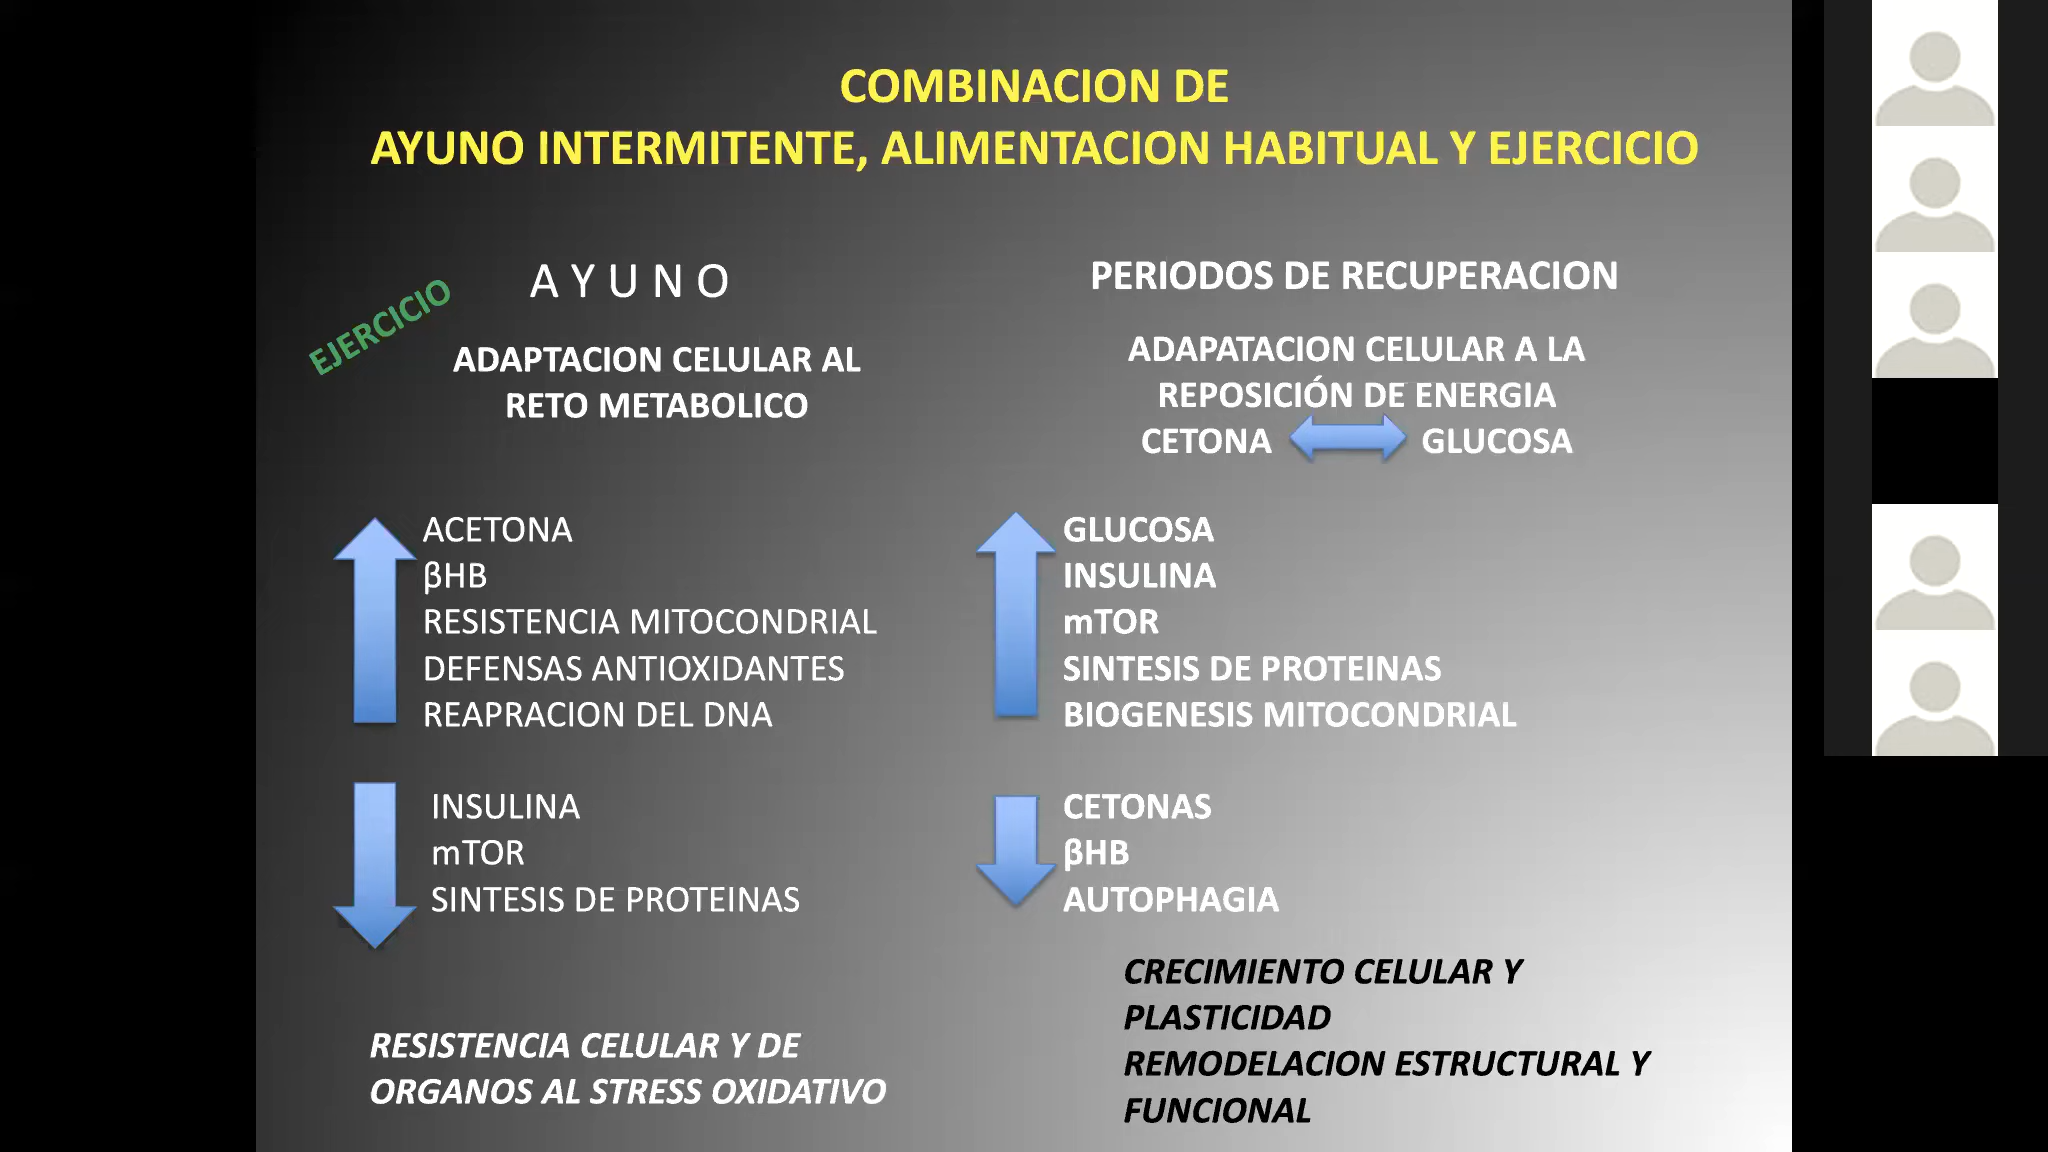 COMBINACION DE
AYUNO INTERMITENTE, ALIMENTACION HABITUAL Y EJERCICIO
EJERCICIO
A Y U N O
ADAPTACION CELULAR AL
RETO METABOLICO
ACETONA
βHB
RESISTENCIA MITOCONDRIAL
DEFENSAS ANTIOXIDANTES
REAPRACION DEL DNA
INSULINA
mTOR
SINTESIS DE PROTEINAS
RESISTENCIA CELULAR Y DE
ORGANOS AL STRESS OXIDATIVO
PERIODOS DE RECUPERACION
ADAPATACION CELULAR A LA
REPOSICIÓN DE ENERGIA
CETONA GLUCOSA
GLUCOSA
INSULINA
mTOR
SINTESIS DE PROTEINAS
BIOGENESIS MITOCONDRIAL
CETONAS
βHB
AUTOPHAGIA
CRECIMIENTO CELULAR Y
PLASTICIDAD
REMODELACION ESTRUCTURAL Y
FUNCIONAL